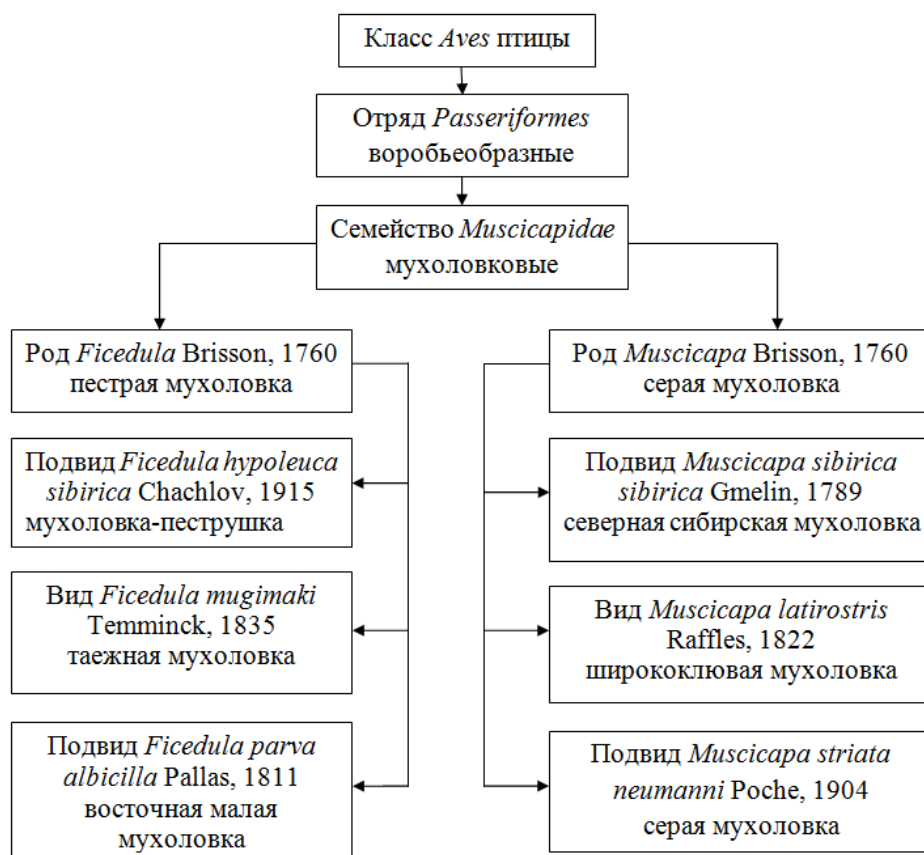 Класс Aves птицы
Отряд Passeriformes
воробьеобразные
Семейство Muscicapidae
мухоловковые
Род Ficedula Brisson, 1760
пестрая мухоловка
Подвид Ficedula hypoleuca
sibirica Chachlov, 1915
мухоловка-пеструшка
Вид Ficedula mugimaki
Temminck, 1835
таежная мухоловка
Подвид Ficedula parva
albicilla Pallas, 1811
восточная малая
мухоловка
Род Muscicapa Brisson, 1760
серая мухоловка
Подвид Muscicapa sibirica
sibirica Gmelin, 1789
северная сибирская мухоловка
Вид Muscicapa latirostris
Raffles, 1822
ширококлювая мухоловка
Подвид Muscicapa striata
neumanni Poche, 1904
серая мухоловка